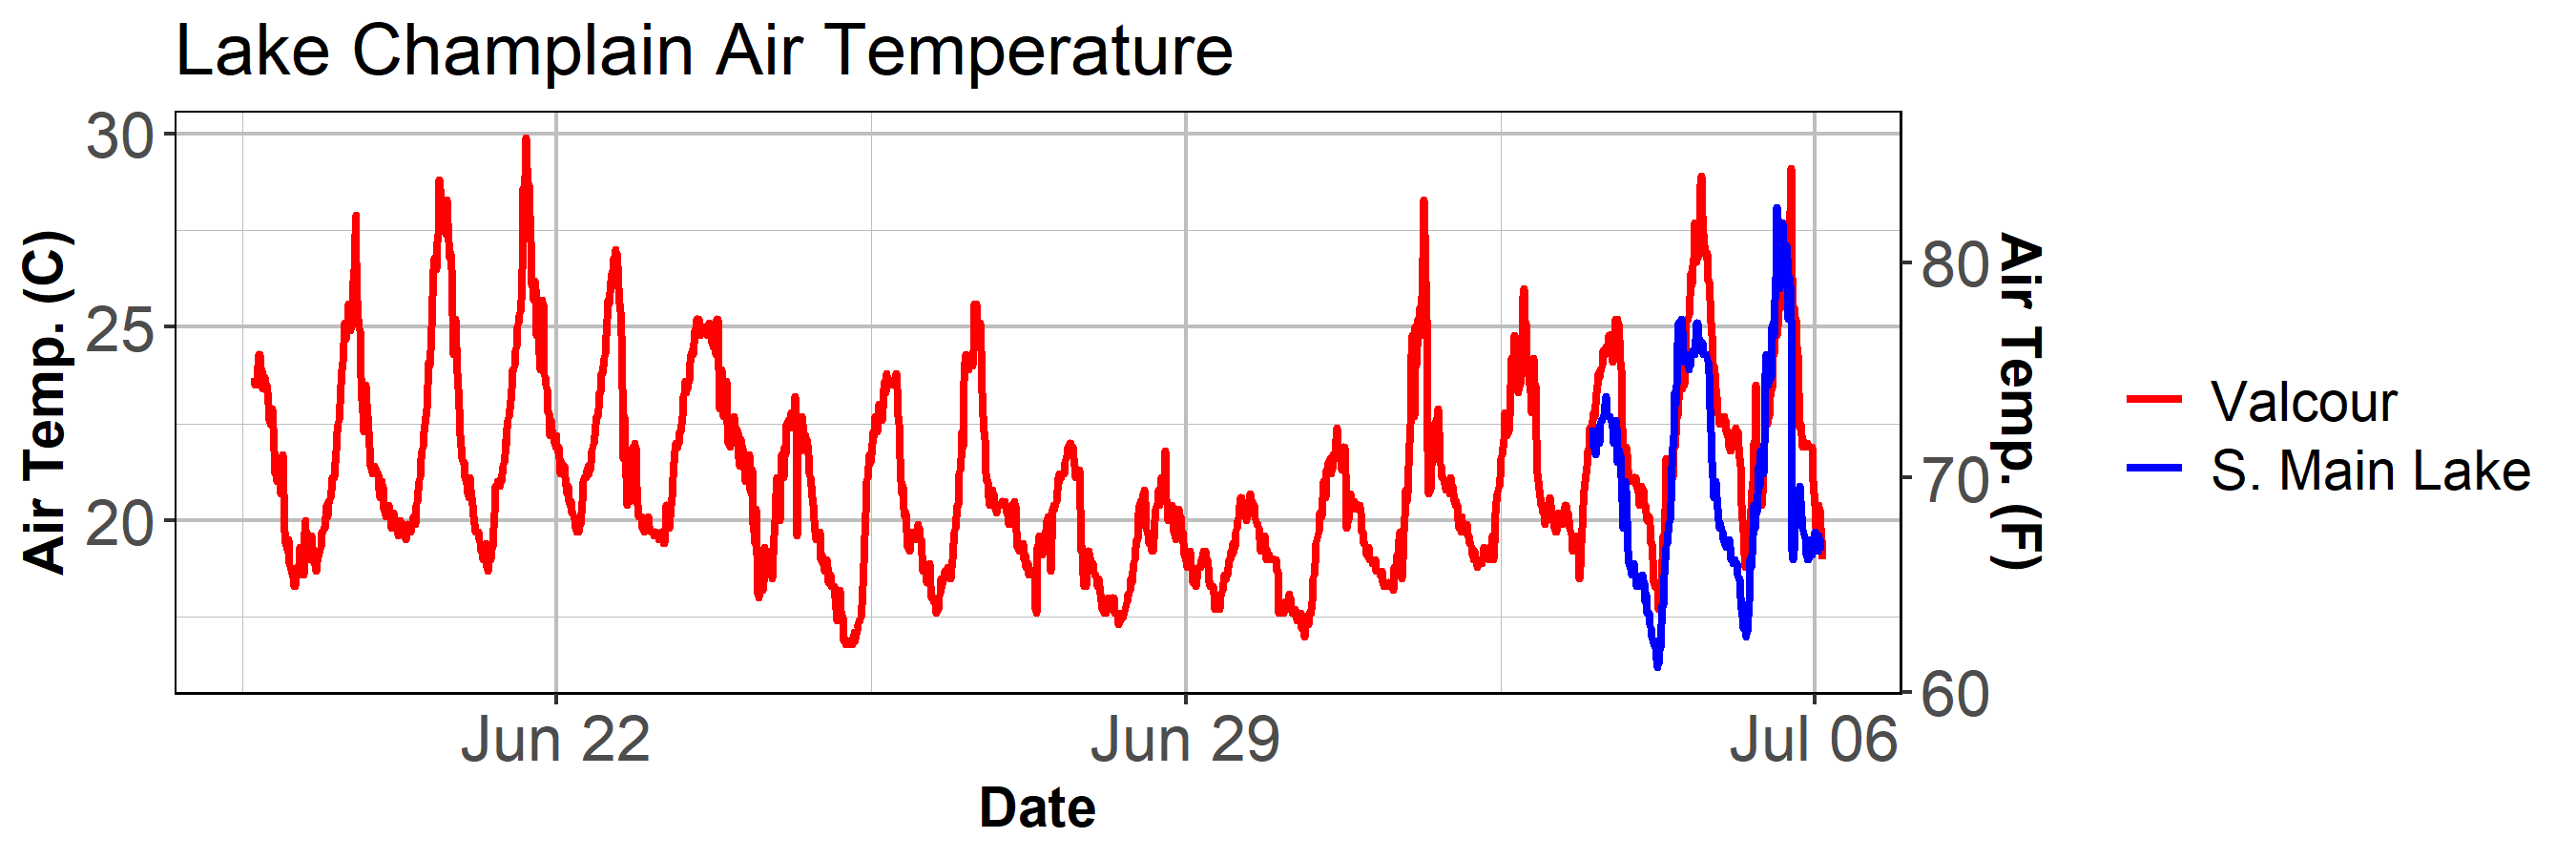 Lake Champlain Air Temperature
Air Temp. (C)
30
25
20
Air Temp. (F)
80
70
60
Jun 22
Jun 29
Jul 06
Date
Valcour
S. Main Lake